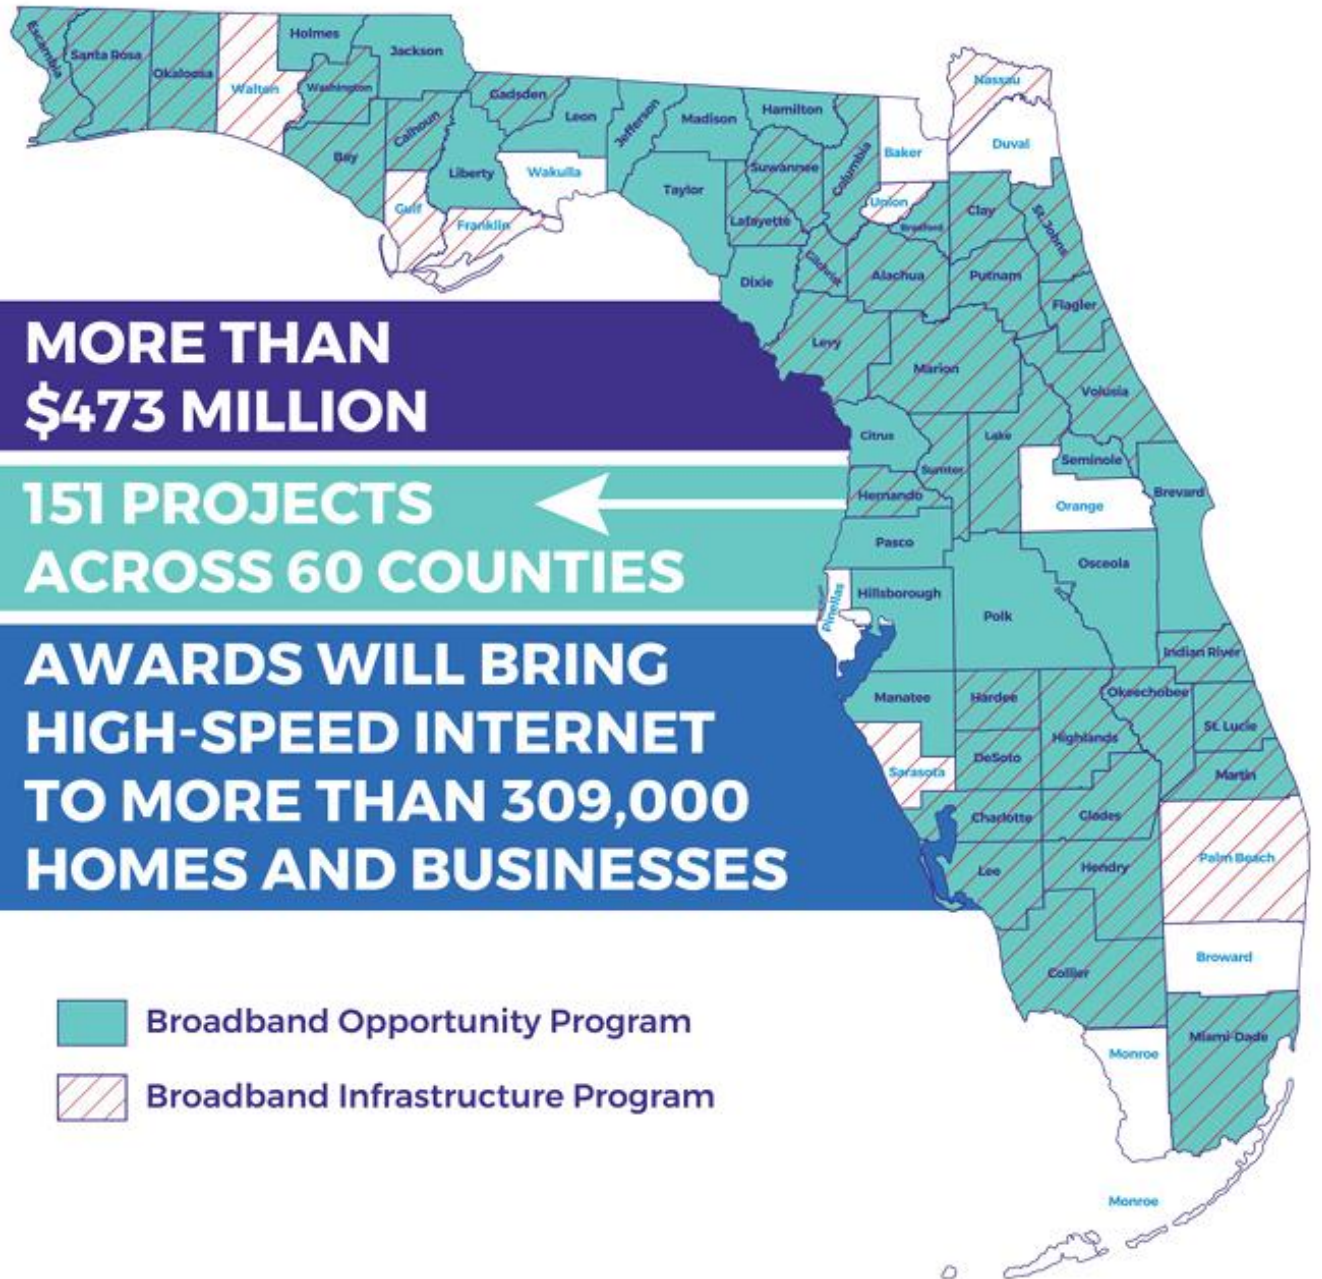 Escambia
Santa Rosa
Okaloosa
Walton
Holmes
Washington
Jackson
Bay
Calhoun
Gulf
Gadsden
Liberty
Franklin
Leon
Wakulla
Jefferson
Madison
Taylor
Hamilton
Suwannee
Lafayette
Dixie
Columbia
Gilchrist
Baker
Union
Bradford
Nassau
Duval
Clay
St. Johns
Alachua
Putnam
Flagler
Levy
Marion
Volusia
Citrus
Sumter
Lake
Hernando
Seminole
Orange
Brevard
Pasco
Osceola
Pinellas
Hillsborough
Polk
Indian River
Manatee
Hardee
Okeechobee
Highlands
St. Lucie
Sarasota
DeSoto
Martin
Charlotte
Glades
Lee
Hendry
Palm Beach
Broward
Collier
Miami-Dade
Monroe
Monroe
MORE THAN
$473 MILLION
151 PROJECTS
ACROSS 60 COUNTIES
AWARDS WILL BRING
HIGH-SPEED INTERNET
TO MORE THAN 309,000
HOMES AND BUSINESSES
Broadband Opportunity Program
Broadband Infrastructure Program